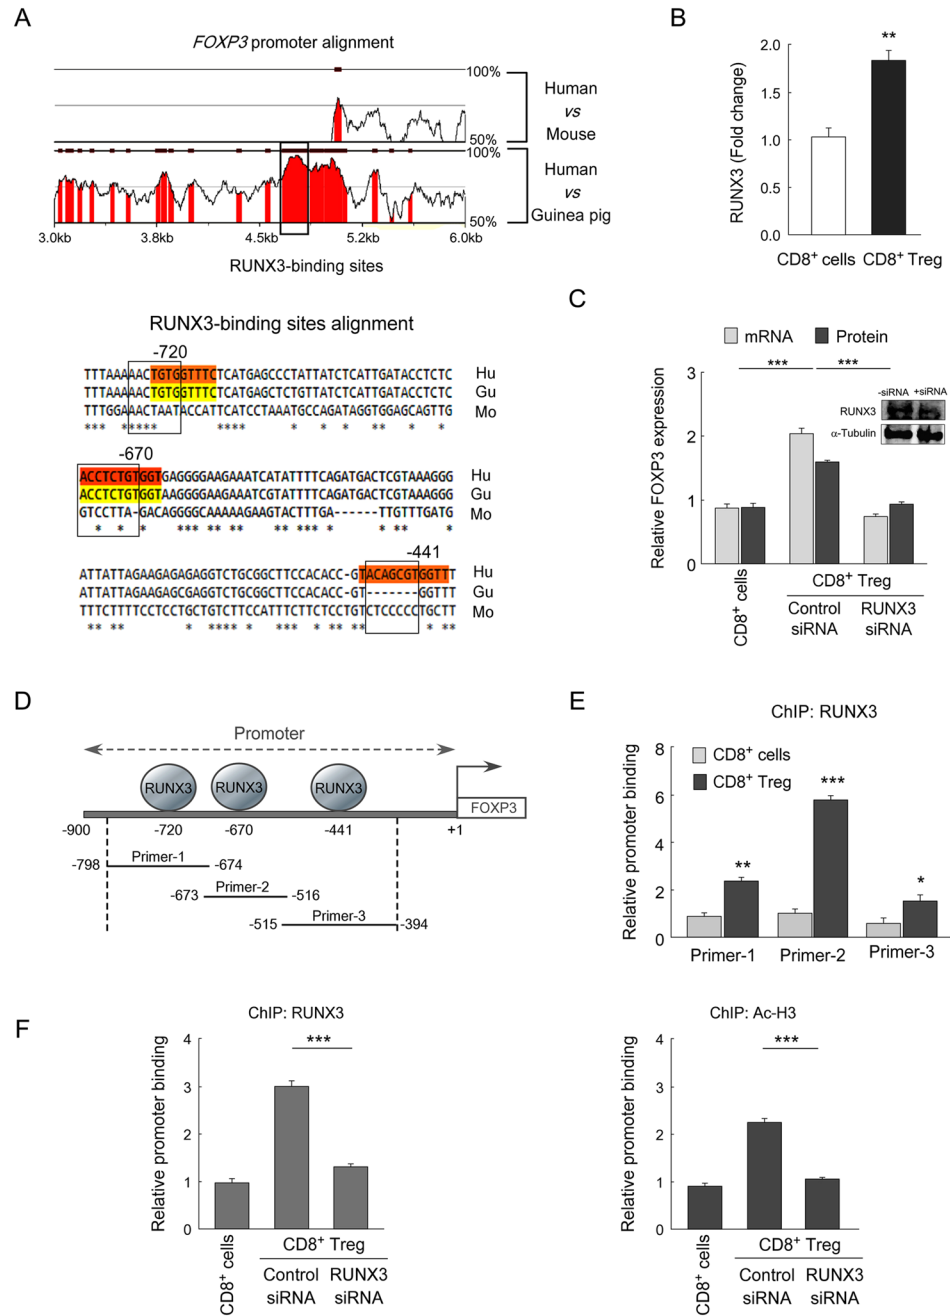 A
FOXP3 promoter alignment
100%
50%
Human
vs
Mouse
100%
50%
Human
vs
Guinea pig
3.0kb 3.8kb 4.5kb 5.2kb 6.0kb
RUNX3-binding sites
RUNX3-binding sites alignment
-720
TTTAAAAACTGTGGTTTCTCATGAGCCCTATTATCTCATTGATACCTCTC Hu
TTTAAAAACTGTGGTTTCTCATGAGCTCTGTTATCTCATTGATACCTCTC Gu
TTTGGAAACTAATACCATTCATCCTAAATGCCAGATAGGTGGAGCAGTTG Mo
*** ***** **** * * * * * *
-670
ACCTCTGTGGTGAGGGGAAGAAATCATATTTTCAGATGACTCGTAAAGGG Hu
ACCTCTGTGGTAAGGGGAAGAAATCGTATTTTCAGATGACTCGTAAAGGG Gu
GTCCTTA-GACAGGGGCAAAAAGAAGTACTTTGA------TTGTTTGATG Mo
* * * *** ** ** *** * ** ** *
-441
ATTATTAGAAGAGAGAGGTCTGCGGCTTCCACACC-GTACAGCGTGGTTT Hu
ATTATTAGAAGAGCGAGGTCTGCGGCTTCCACACC-GT-------GGTTT Gu
TTTCTTTTCCTCCTGCTGTCTTCCATTTCTTCTCCTGTCTCCCCCTGCTT Mo
** ** * **** * *** * ** ** * **
B
RUNX3 (Fold change)
2.0
1.5
1.0
0.5
0.0
**
CD8+ cells CD8+ Treg
C
mRNA Protein
Relative FOXP3 expression
3
2
1
0
*** ***
-siRNA +siRNA
RUNX3
α-Tubulin
CD8+ cells
CD8+ Treg
Control siRNA
RUNX3 siRNA
D
Promoter
RUNX3 RUNX3 RUNX3
FOXP3
-900 -720 -670 -441 +1
-798 Primer-1 -674
-673 Primer-2 -516
-515 Primer-3 -394
E
ChIP: RUNX3
Relative promoter binding
8
6
4
2
0
CD8+ cells
CD8+ Treg
** *** *
Primer-1 Primer-2 Primer-3
F
ChIP: RUNX3
Relative promoter binding
4
3
2
1
0
***
CD8+ cells
CD8+ Treg
Control siRNA
RUNX3 siRNA
ChIP: Ac-H3
Relative promoter binding
4
3
2
1
0
***
CD8+ cells
CD8+ Treg
Control siRNA
RUNX3 siRNA